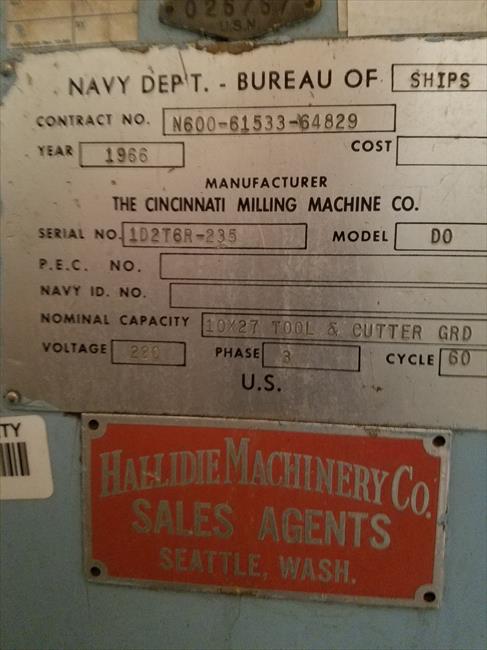 U.S.N.
NAVY DEP'T. - BUREAU OF SHIPS
CONTRACT NO. N600-61533-64829
YEAR 1966 COST
MANUFACTURER
THE CINCINNATI MILLING MACHINE CO.
SERIAL NO. 1D2T6R-235 MODEL DO
P.E.C. NO.
NAVY ID. NO.
NOMINAL CAPACITY 10X27 TOOL & CUTTER GRD
VOLTAGE 220 PHASE 3 CYCLE 60
U.S.
TY
HALLIDIE MACHINERY CO.
SALES AGENTS
SEATTLE, WASH.